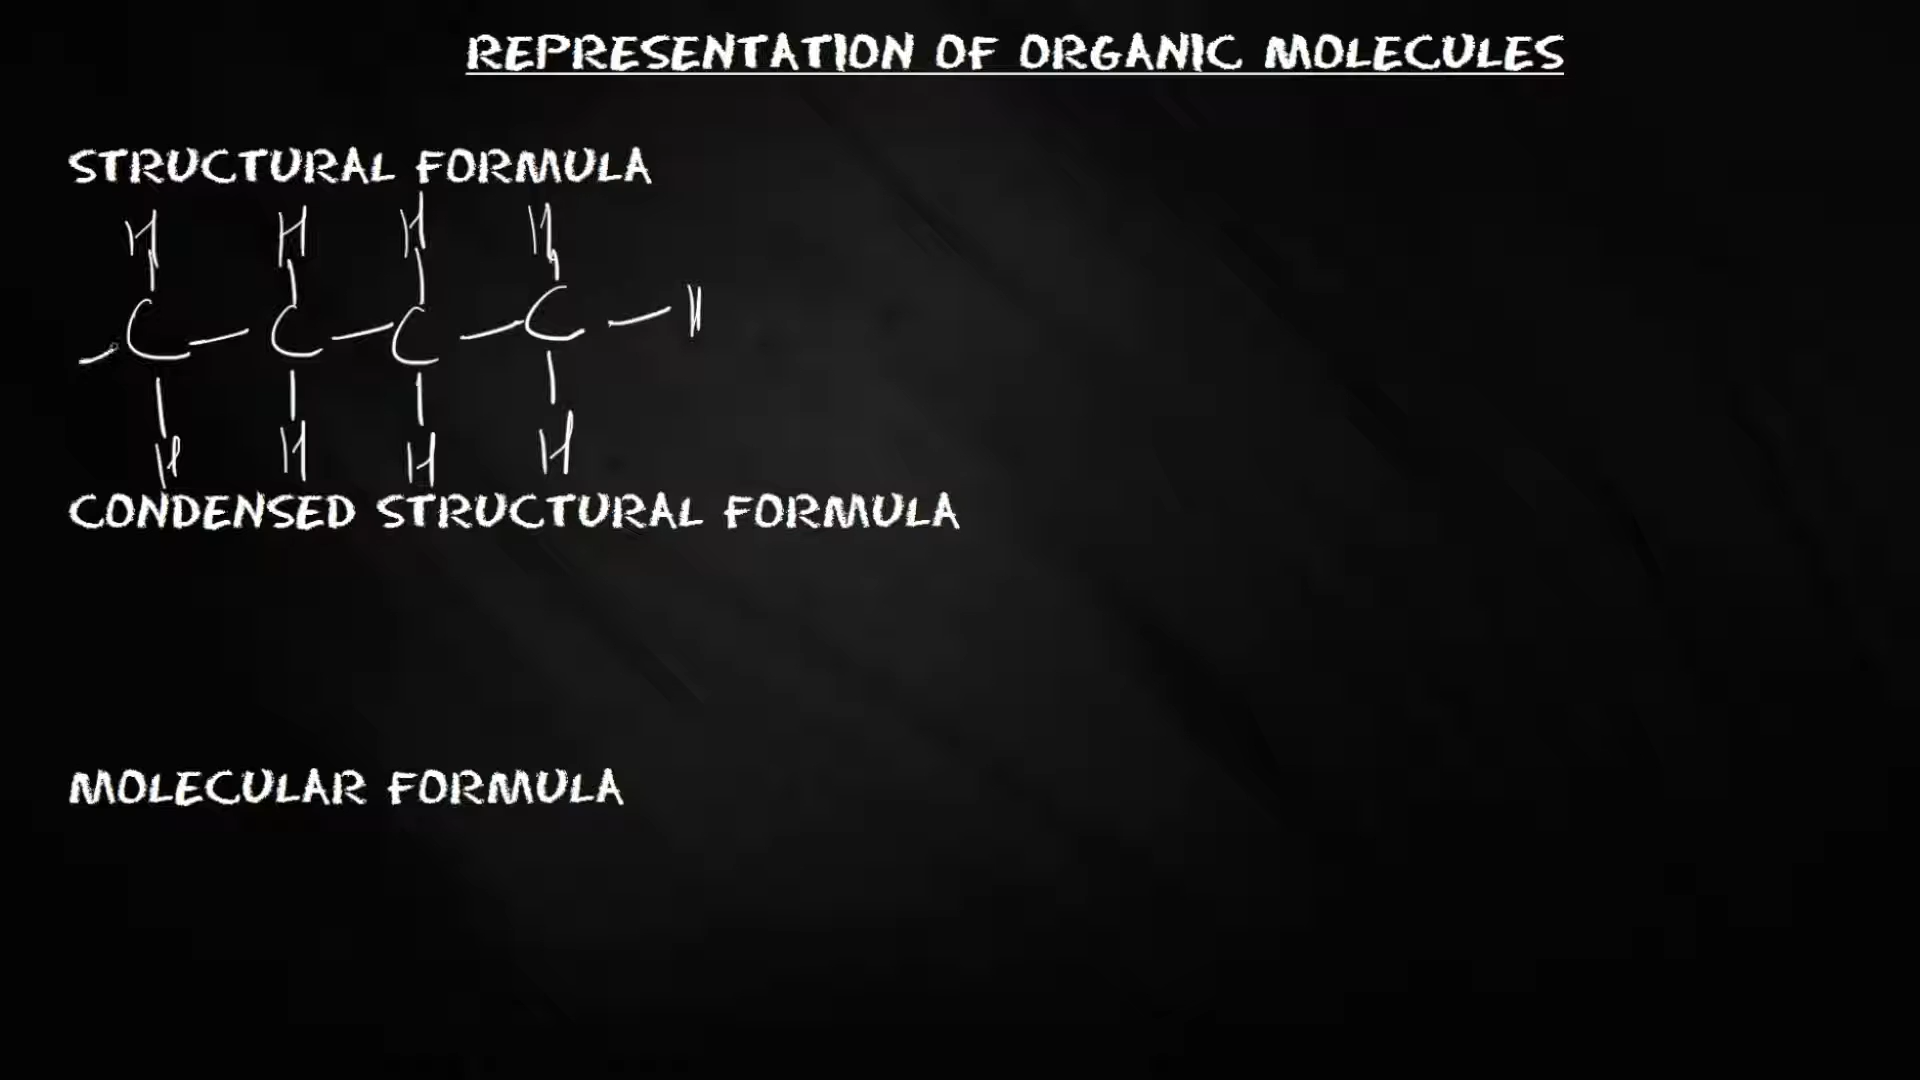 REPRESENTATION OF ORGANIC MOLECULES
STRUCTURAL FORMULA
H H H H
C - C - C - C - H
H H H H
CONDENSED STRUCTURAL FORMULA
MOLECULAR FORMULA